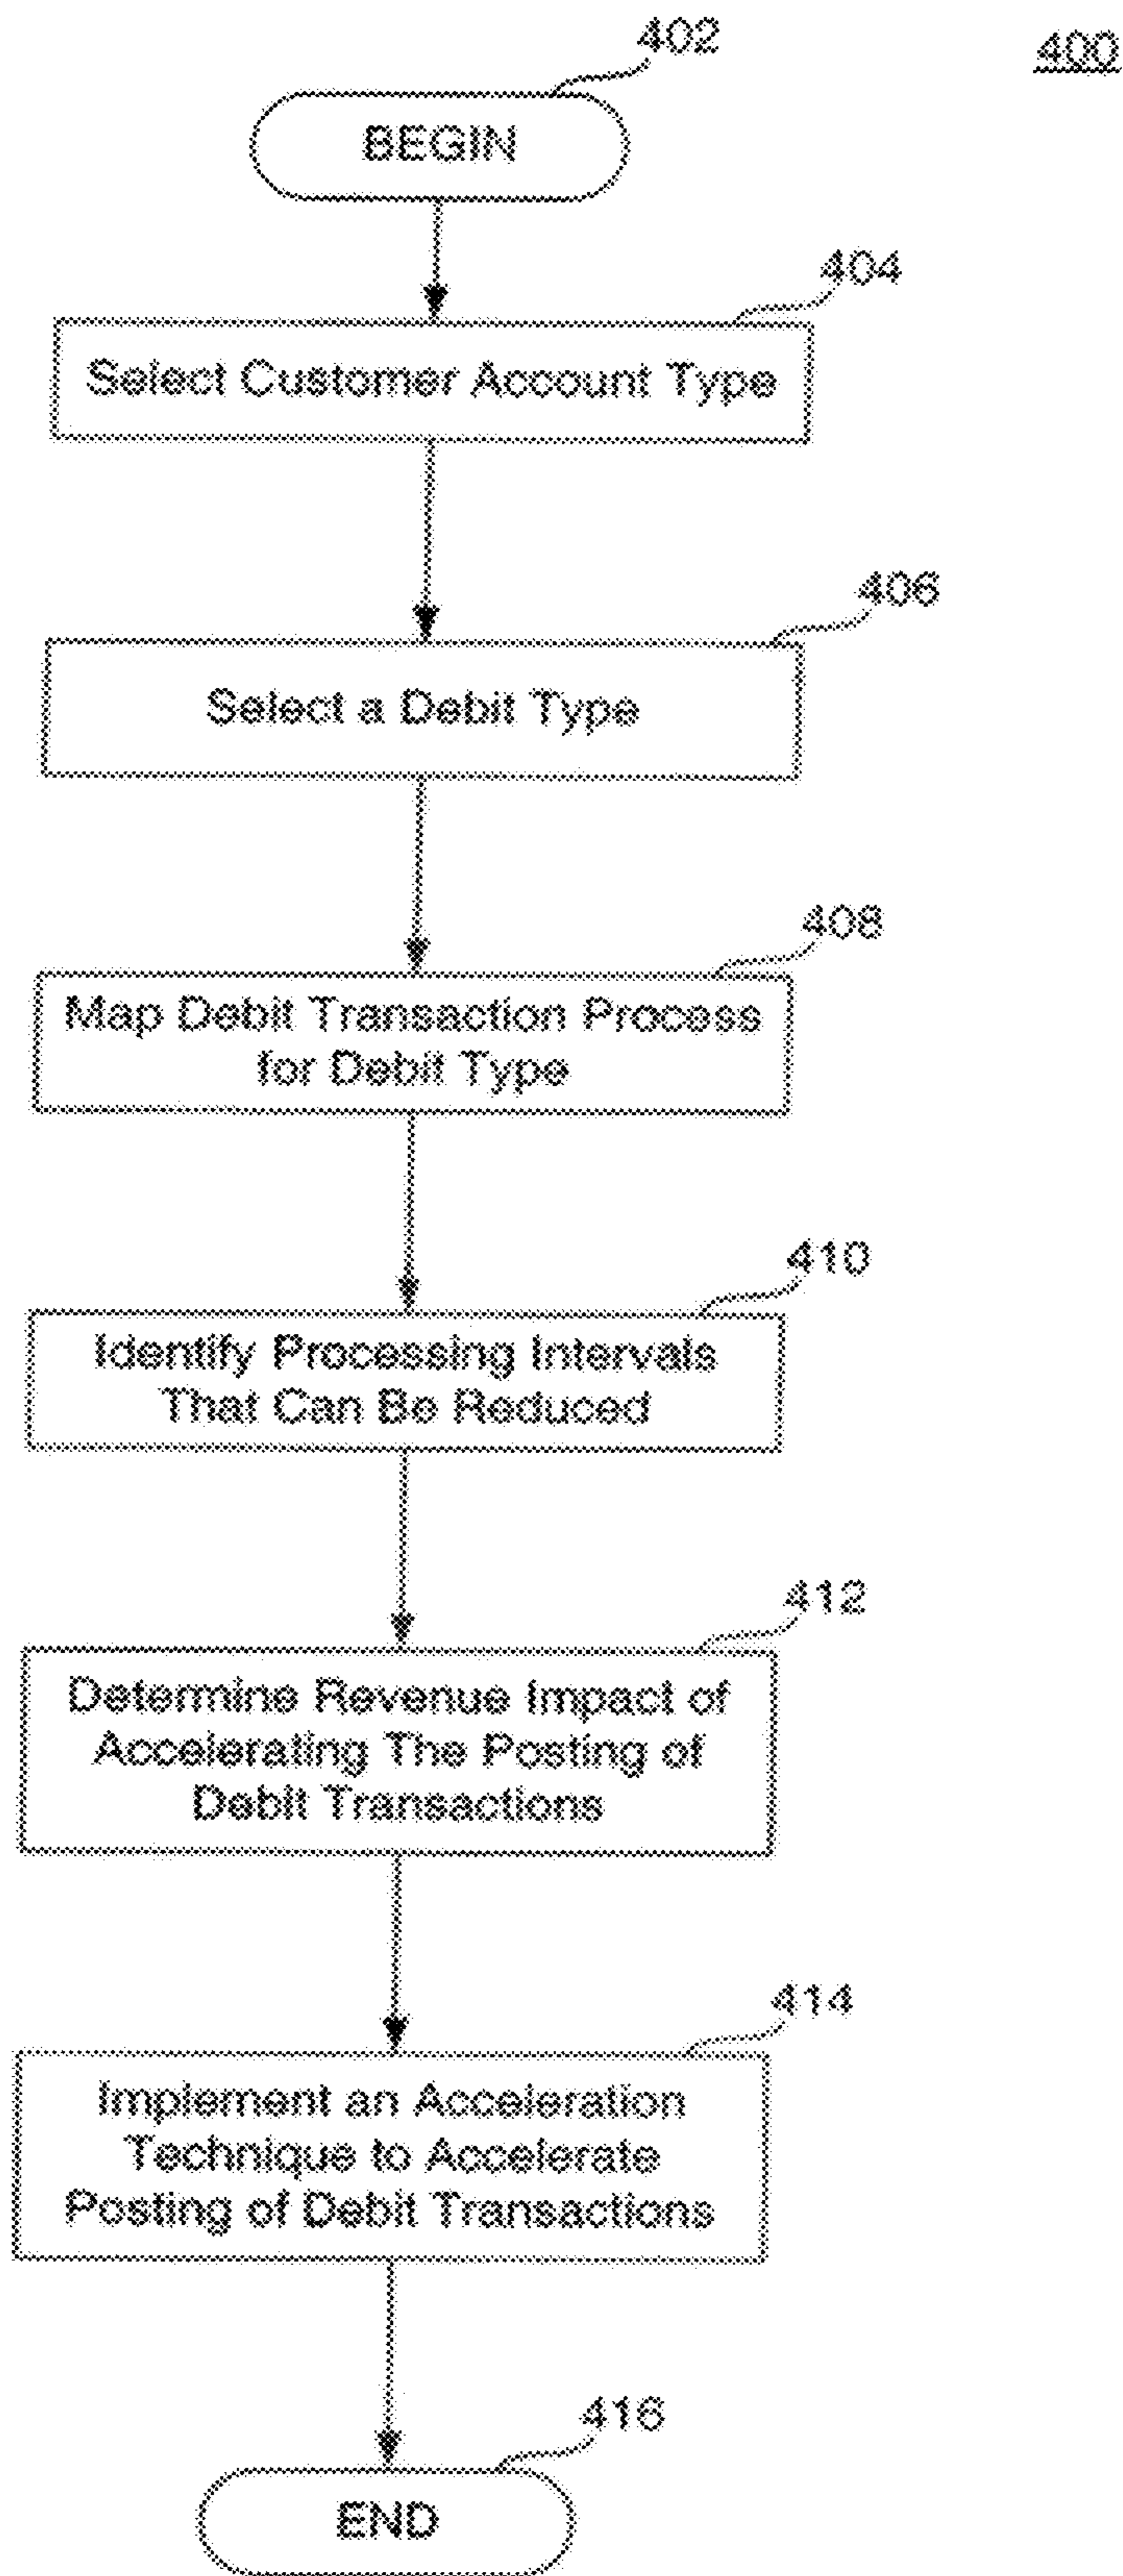 402
400
BEGIN
404
Select Customer Account Type
406
Select a Debit Type
408
Map Debit Transaction Process
for Debit Type
410
Identify Processing Intervals
That Can Be Reduced
412
Determine Revenue Impact of
Accelerating The Posting of
Debit Transactions
414
Implement an Acceleration
Technique to Accelerate
Posting of Debit Transactions
416
END